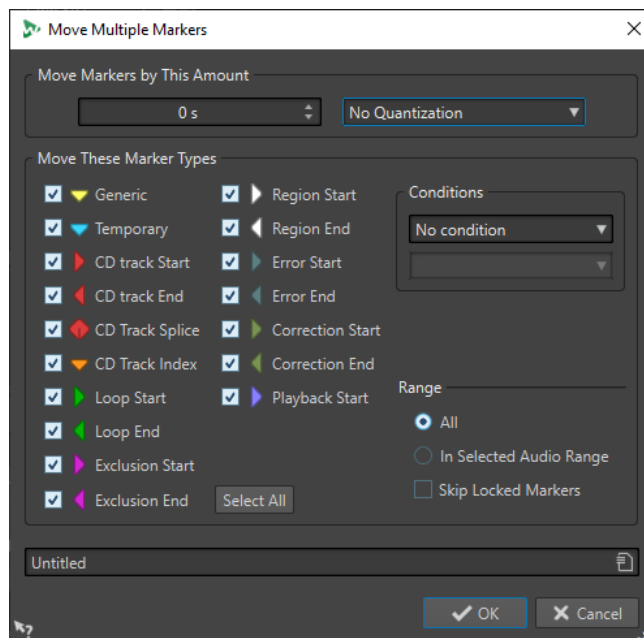 Move Multiple Markers
Move Markers by This Amount
0 s
No Quantization
Move These Marker Types
Generic
Temporary
CD track Start
CD track End
CD Track Splice
CD Track Index
Loop Start
Loop End
Exclusion Start
Exclusion End
Region Start
Region End
Error Start
Error End
Correction Start
Correction End
Playback Start
Select All
Conditions
No condition
Range
All
In Selected Audio Range
Skip Locked Markers
Untitled
OK
Cancel
?